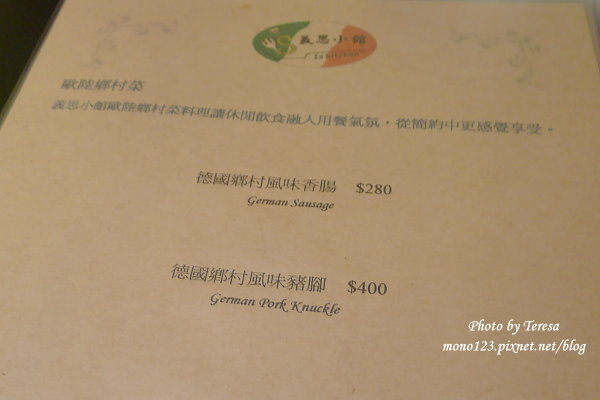 義思小館
Es kitchen
歐陸鄉村菜
義思小館歐陸鄉村菜料理讓休閒飲食融入用餐氣氛，從簡約中更感覺享受。
德國鄉村風味香腸 $280
German Sausage
德國鄉村風味豬腳 $400
German Pork Knuckle
Photo by Teresa
mono123.pixnet.net/blog